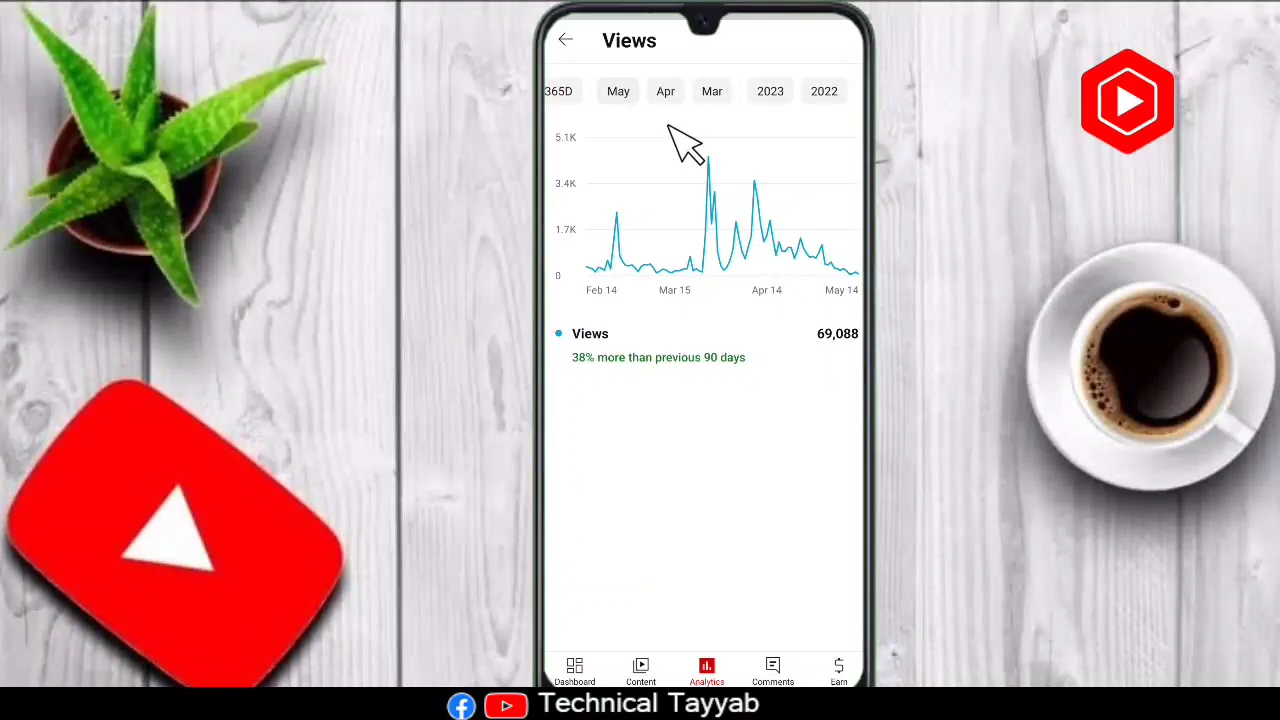 Views
365D May Apr Mar 2023 2022
5.1K
3.4K
1.7K
0
Feb 14 Mar 15 Apr 14 May 14
Views 69,088
38% more than previous 90 days
Dashboard Content Analytics Comments Earn
Technical Tayyab